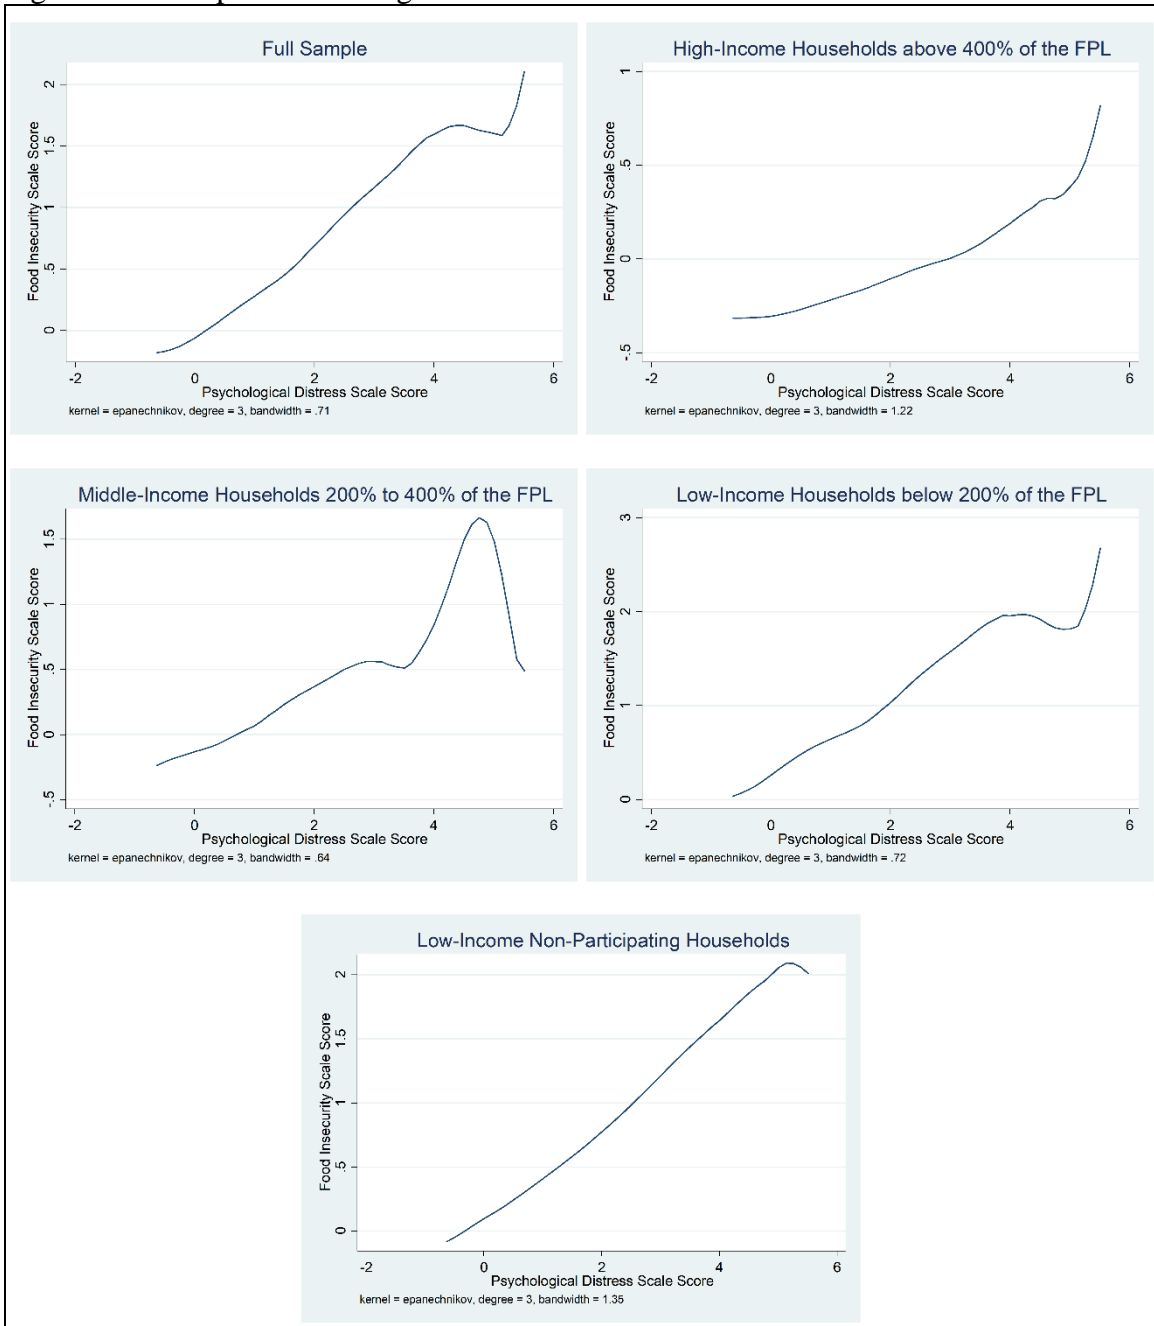 Full Sample
Food Insecurity Scale Score
2
1.5
1
.5
0
-2 0 2 4 6
Psychological Distress Scale Score
kernel = epanechnikov, degree = 3, bandwidth = .71
High-Income Households above 400% of the FPL
Food Insecurity Scale Score
1
.5
0
-.5
-2 0 2 4 6
Psychological Distress Scale Score
kernel = epanechnikov, degree = 3, bandwidth = 1.22
Middle-Income Households 200% to 400% of the FPL
Food Insecurity Scale Score
1.5
1
.5
0
-.5
-2 0 2 4 6
Psychological Distress Scale Score
kernel = epanechnikov, degree = 3, bandwidth = .64
Low-Income Households below 200% of the FPL
Food Insecurity Scale Score
3
2
1
0
-2 0 2 4 6
Psychological Distress Scale Score
kernel = epanechnikov, degree = 3, bandwidth = .72
Low-Income Non-Participating Households
Food Insecurity Scale Score
2
1.5
1
.5
0
-2 0 2 4 6
Psychological Distress Scale Score
kernel = epanechnikov, degree = 3, bandwidth = 1.35